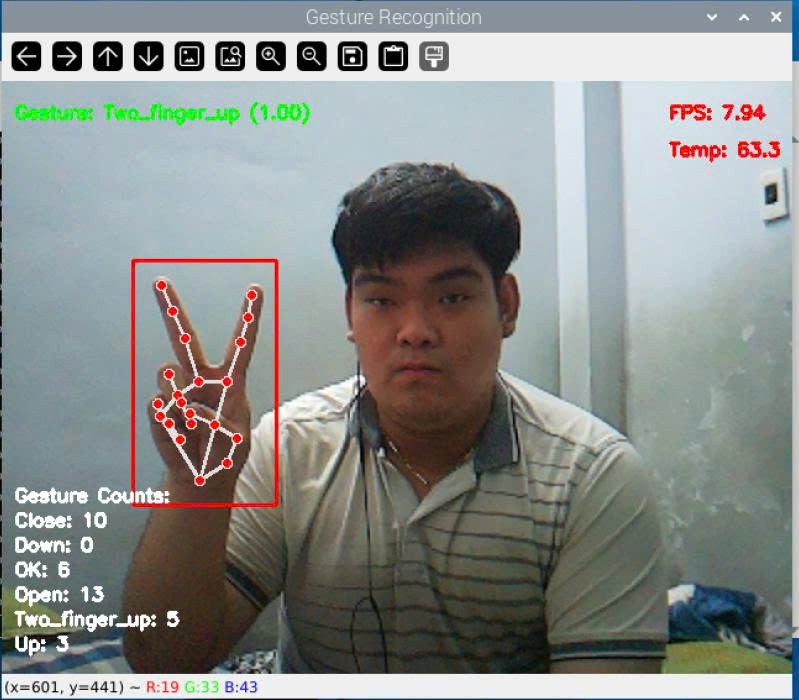 Gesture Recognition
Gesture: Two_finger_up (1.00)
FPS: 7.94
Temp: 63.3
Gesture Counts:
Close: 10
Down: 0
OK: 6
Open: 13
Two_finger_up: 5
Up: 3
(x=601, y=441) ~ R:19 G:33 B:43